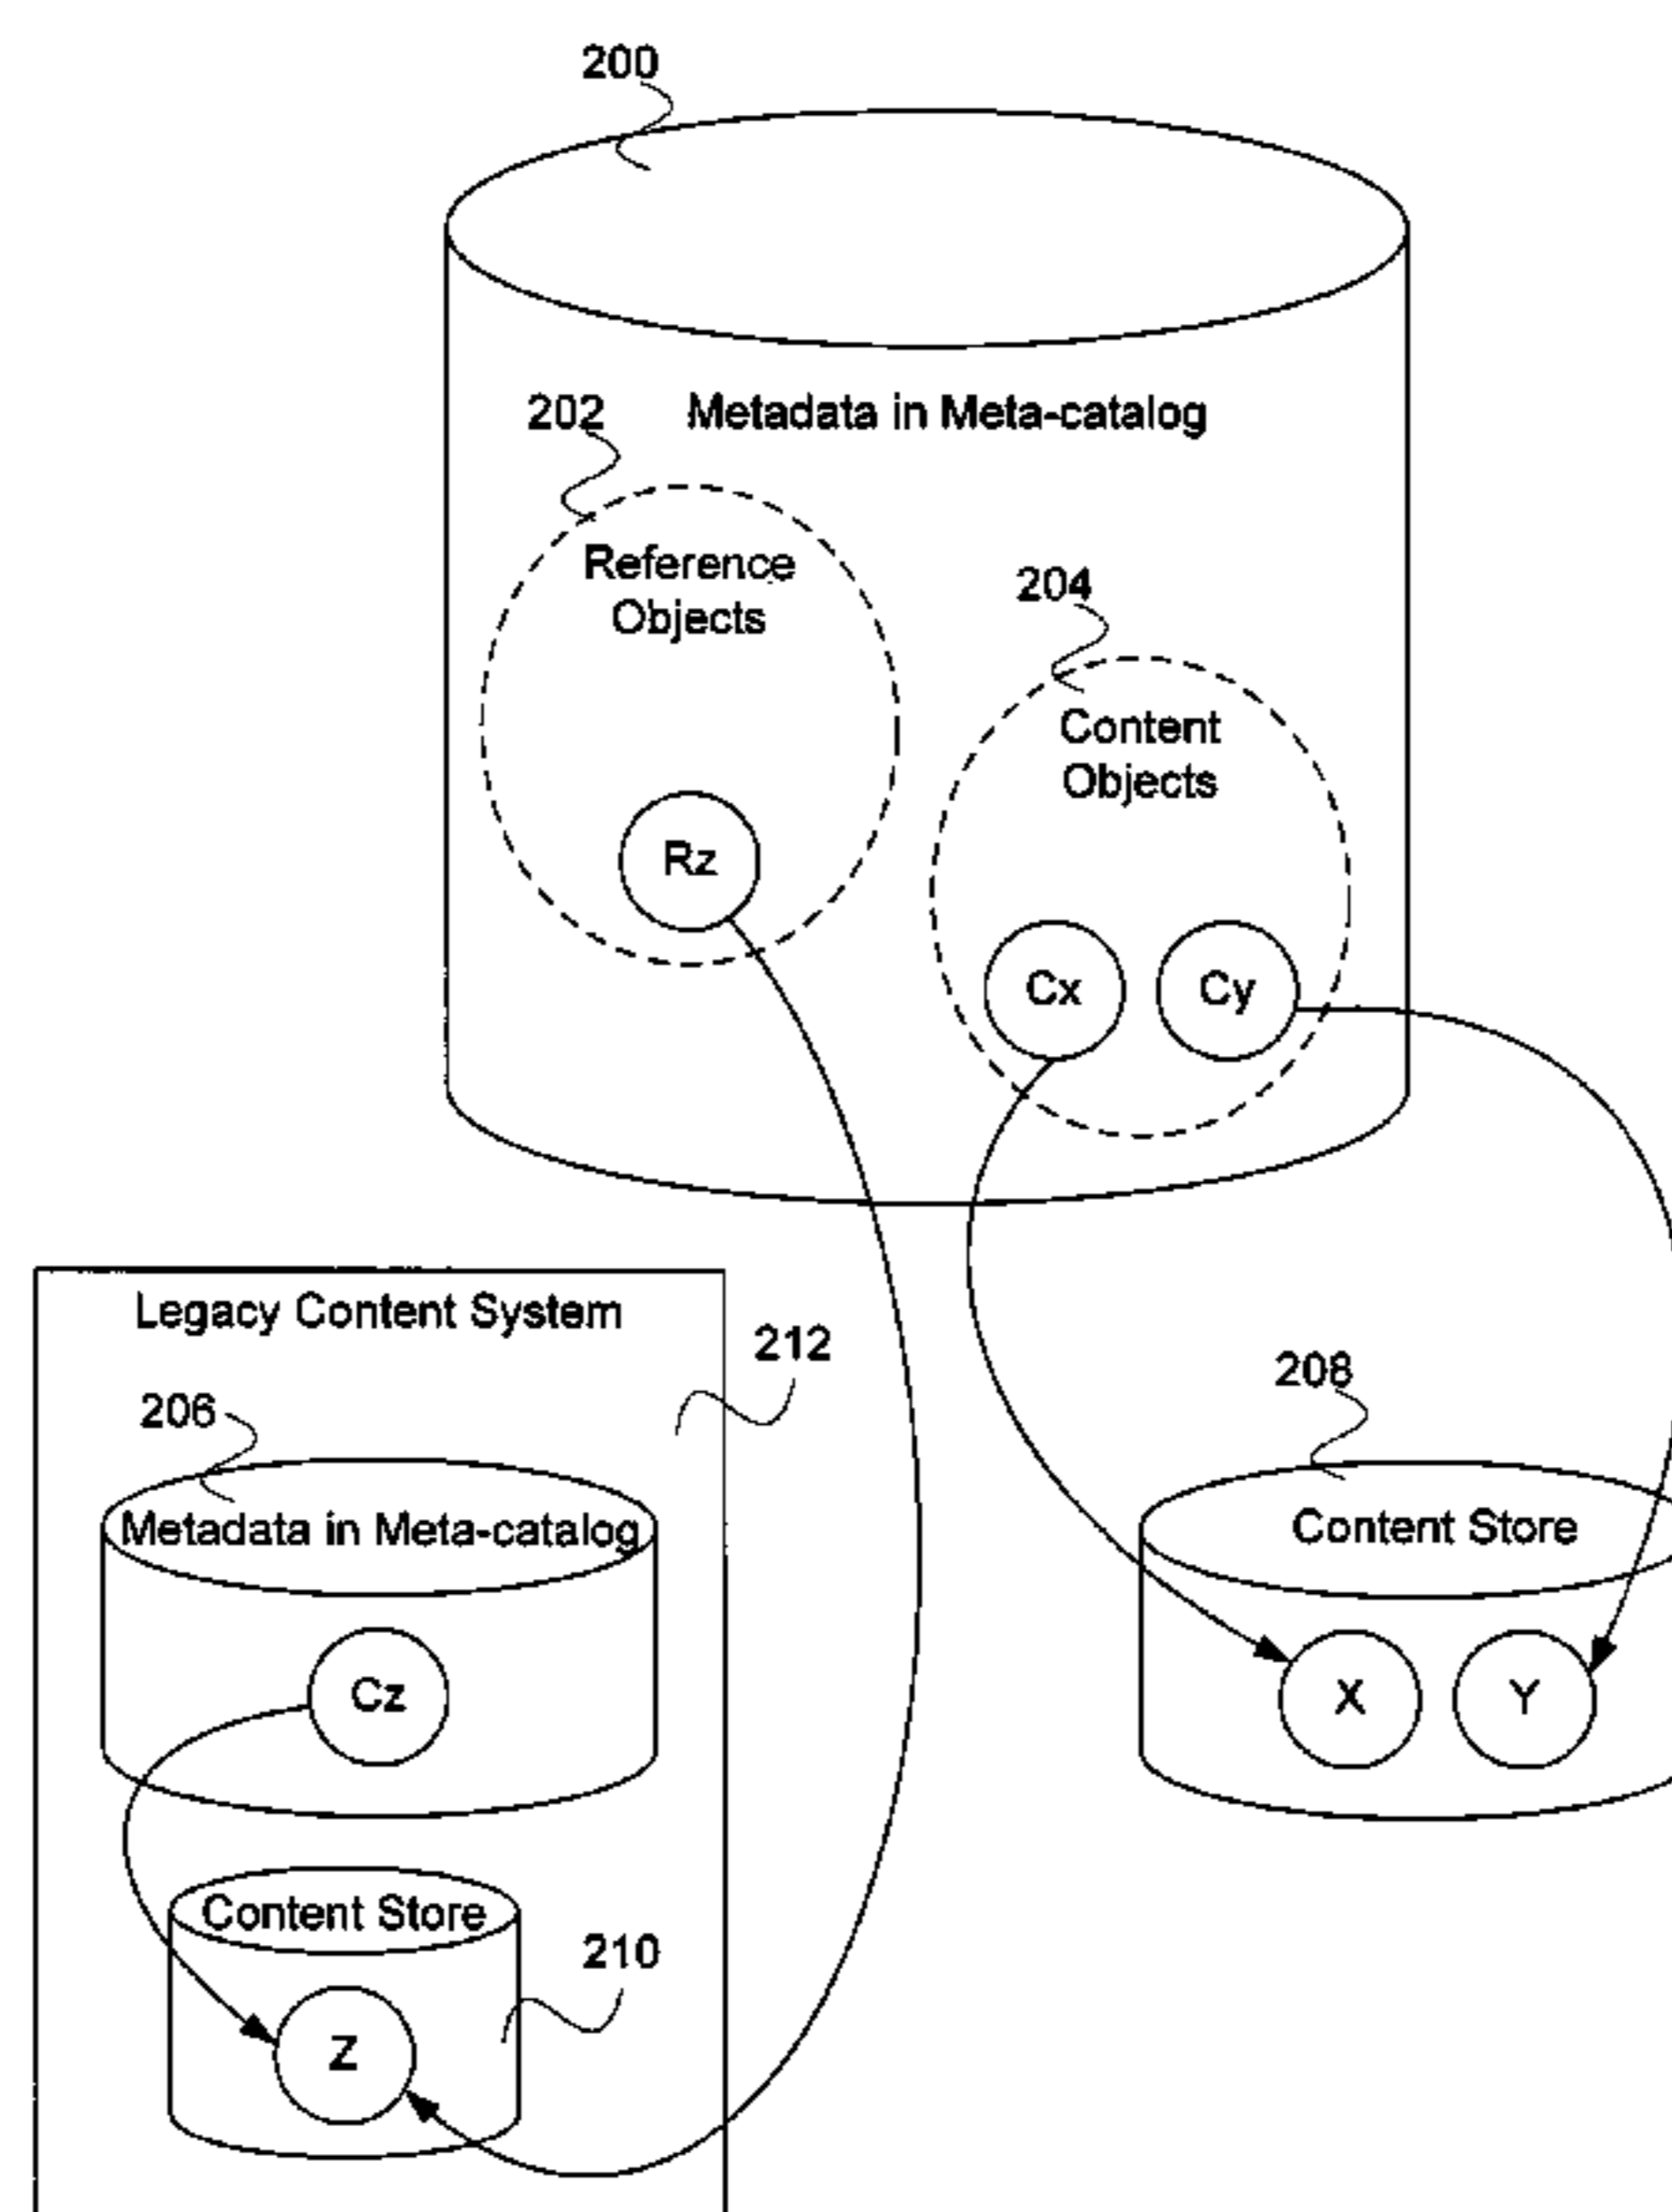 200
202
Metadata in Meta-catalog
Reference
Objects
204
Content
Objects
Rz
Cx
Cy
Legacy Content System
212
206
208
Metadata in Meta-catalog
Content Store
Cz
X
Y
Content Store
210
Z